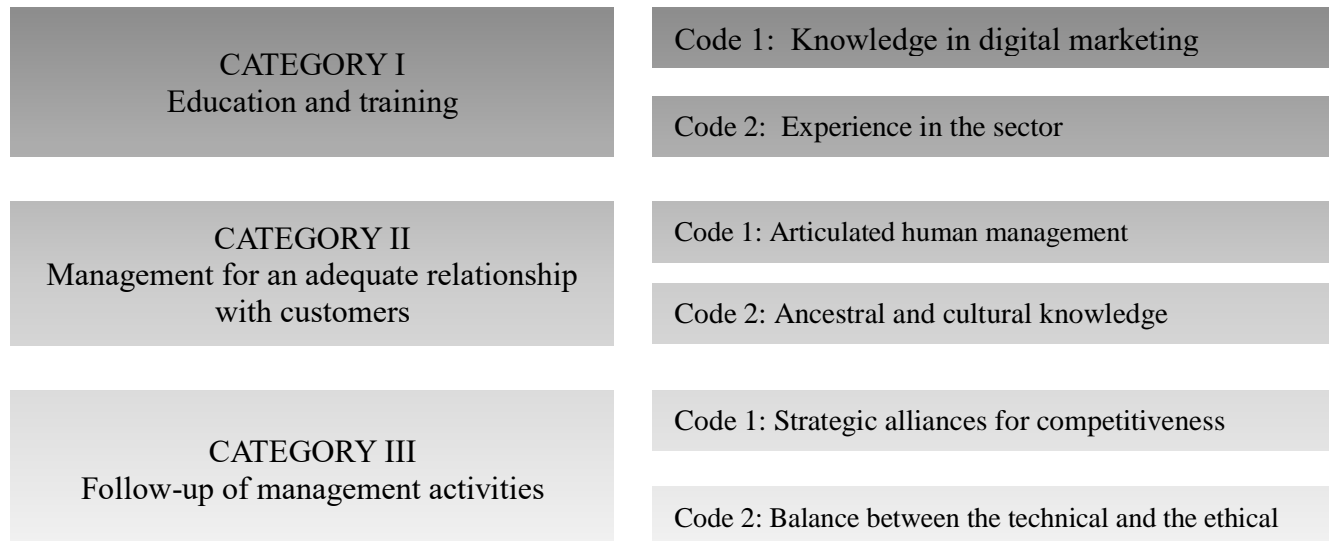 CATEGORY I
Education and training
Code 1:  Knowledge in digital marketing
Code 2:  Experience in the sector
CATEGORY II
Management for an adequate relationship
with customers
Code 1: Articulated human management
Code 2: Ancestral and cultural knowledge
CATEGORY III
Follow-up of management activities
Code 1: Strategic alliances for competitiveness
Code 2: Balance between the technical and the ethical